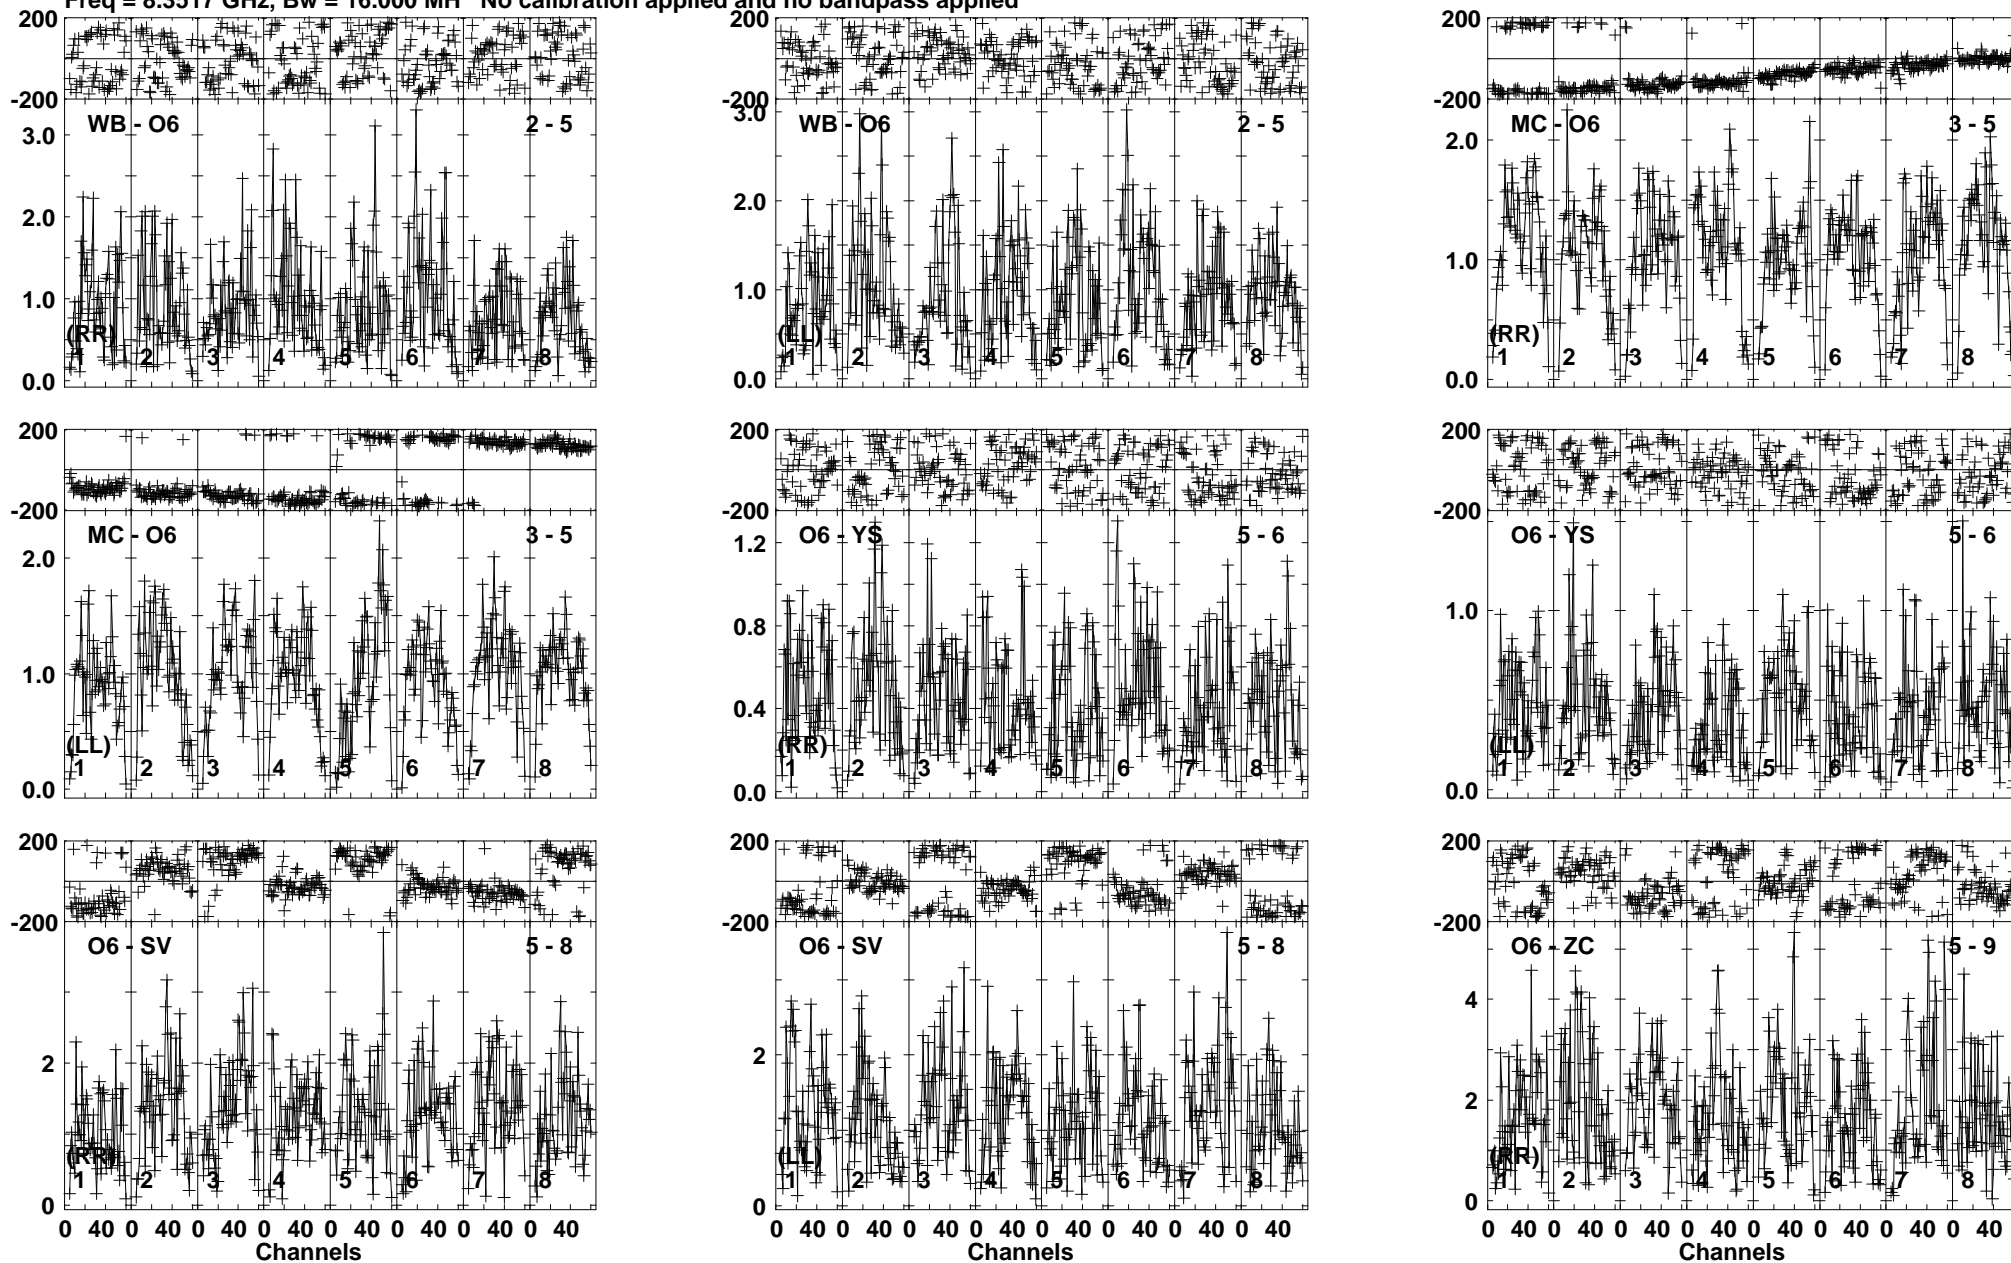 Freq = 8.3517 GHz, Bw = 16.000 MH No calibration applied and no bandpass applied
200 200 200
-200 -200 -200
WB - O6 2 - 5 WB - O6 2 - 5 MC - O6 3 - 5
3.0 3.0
2.0 2.0 2.0
1.0 1.0 1.0
(RR) (LL) (RR)
1 2 3 4 5 6 7 8 1 2 3 4 5 6 7 8 1 2 3 4 5 6 7 8
0.0 0.0 0.0
200 200 200
-200 -200 -200
MC - O6 3 - 5 O6 - YS 5 - 6 O6 - YS 5 - 6
2.0 1.2
1.0 0.8 1.0
0.4
(LL) (RR) (LL)
1 2 3 4 5 6 7 8 1 2 3 4 5 6 7 8 1 2 3 4 5 6 7 8
0.0 0.0 0.0
200 200 200
-200 -200 -200
O6 - SV 5 - 8 O6 - SV 5 - 8 O6 - ZC 5 - 9
4
2 2 2
(RR) (LL) (RR)
1 2 3 4 5 6 7 8 1 2 3 4 5 6 7 8 1 2 3 4 5 6 7 8
0 0 0
0 40 0 40 0 40 0 40 0 40 0 40 0 40 0 40 0 40 0 40 0 40 0 40 0 40 0 40 0 40 0 40 0 40 0 40 0 40 0 40 0 40 0 40 0 40 0 40
Channels Channels Channels